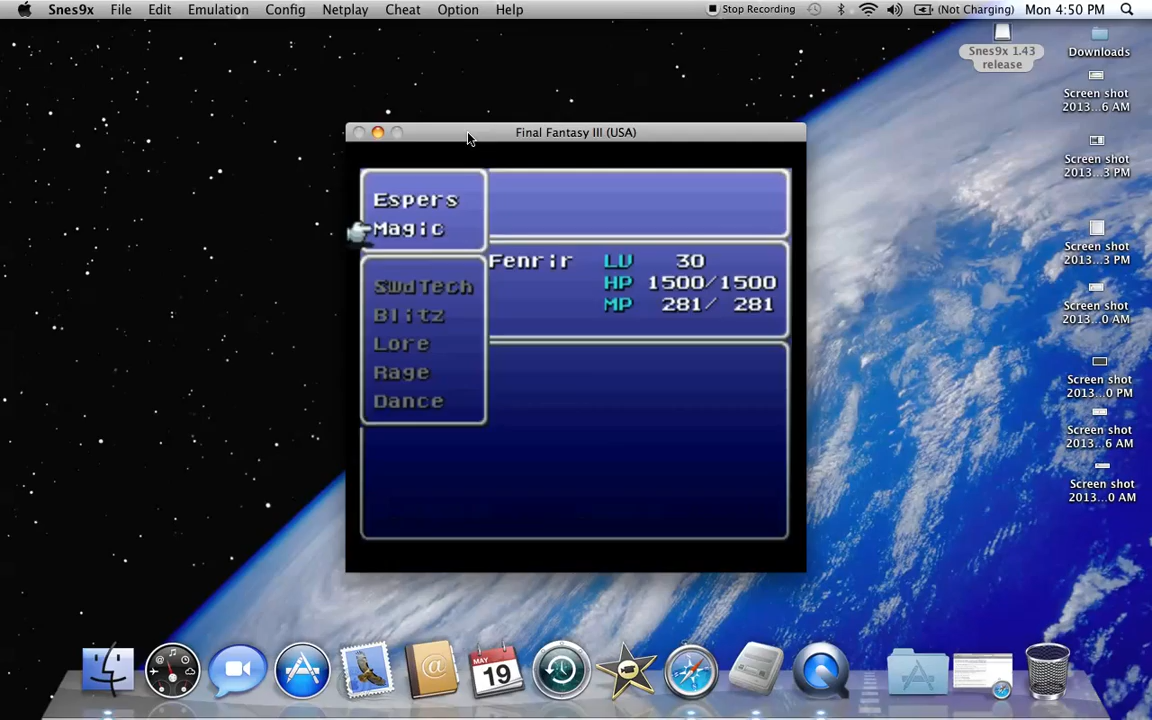 Snes9x File Edit Emulation Config Netplay Cheat Option Help Stop Recording (Not Charging) Mon 4:50 PM
Snes9x 1.43
release
Downloads
Screen shot
2013...6 AM
Screen shot
2013...3 PM
Screen shot
2013...3 PM
Screen shot
2013...0 AM
Screen shot
2013...0 PM
Screen shot
2013...6 AM
Screen shot
2013...0 AM
Final Fantasy III (USA)
Espers
Magic
SwdTech
Blitz
Lore
Rage
Dance
Fenrir LV 30
HP 1500/1500
MP 281/ 281
MAY
19